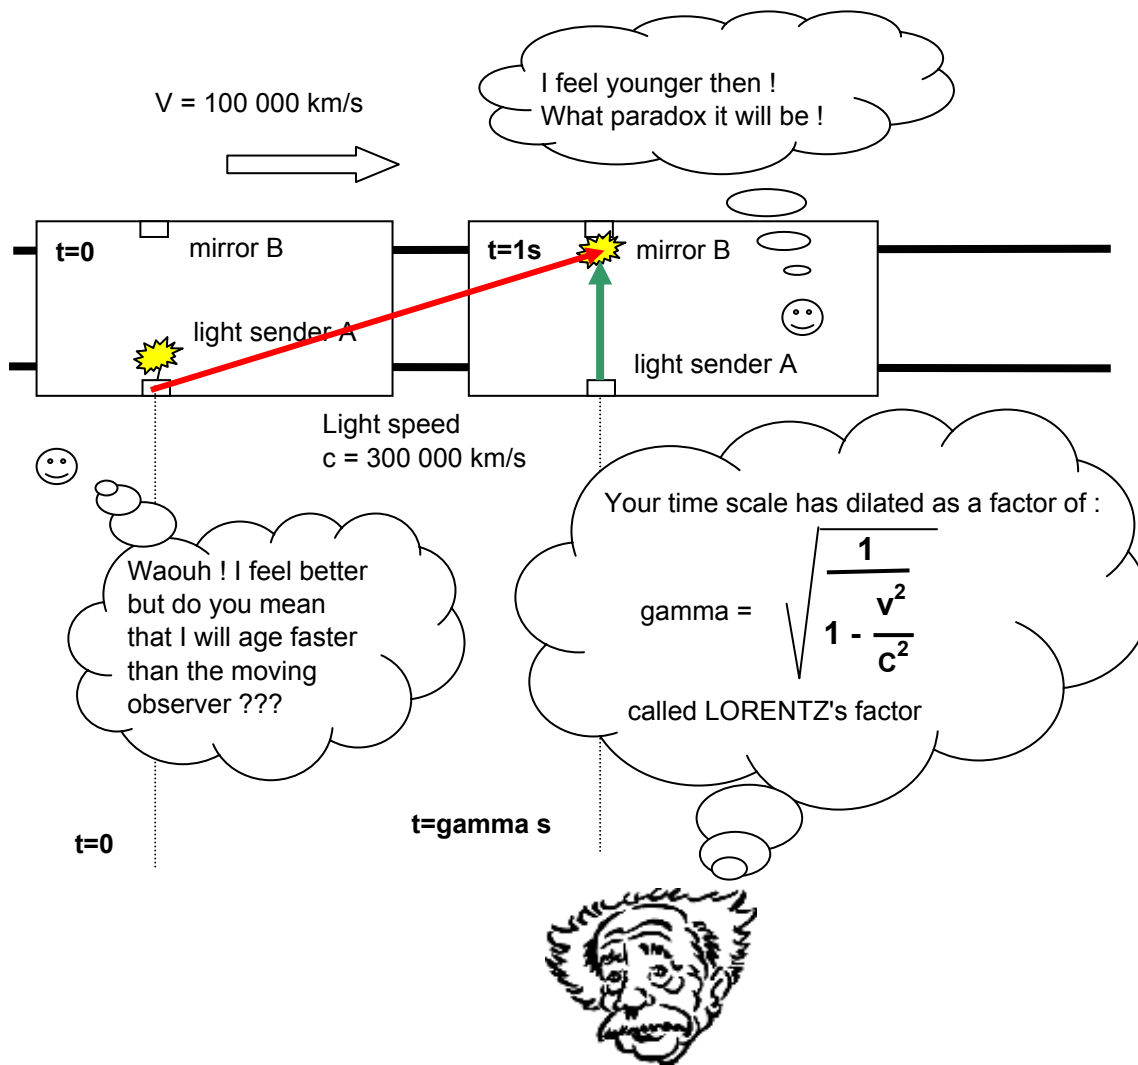 I feel younger then !
What paradox it will be !
V = 100 000 km/s
t=0
mirror B
light sender A
t=1s
mirror B
light sender A
Light speed
c = 300 000 km/s
Waouh ! I feel better
but do you mean
that I will age faster
than the moving
observer ???
Your time scale has dilated as a factor of :
gamma = √(1 / (1 - v² / c²))
called LORENTZ's factor
t=0
t=gamma s